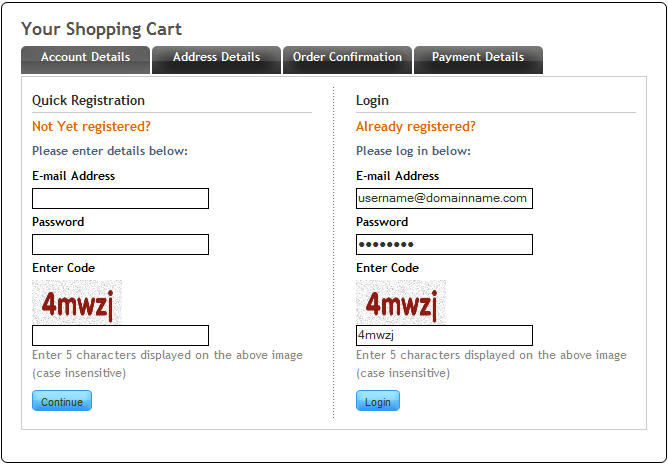 Your Shopping Cart
Account Details
Address Details
Order Confirmation
Payment Details
Quick Registration
Not Yet registered?
Please enter details below:
E-mail Address
Password
Enter Code
4mwzj
Enter 5 characters displayed on the above image
(case insensitive)
Continue
Login
Already registered?
Please log in below:
E-mail Address
username@domainname.com
Password
••••••••
Enter Code
4mwzj
4mwzj
Enter 5 characters displayed on the above image
(case insensitive)
Login